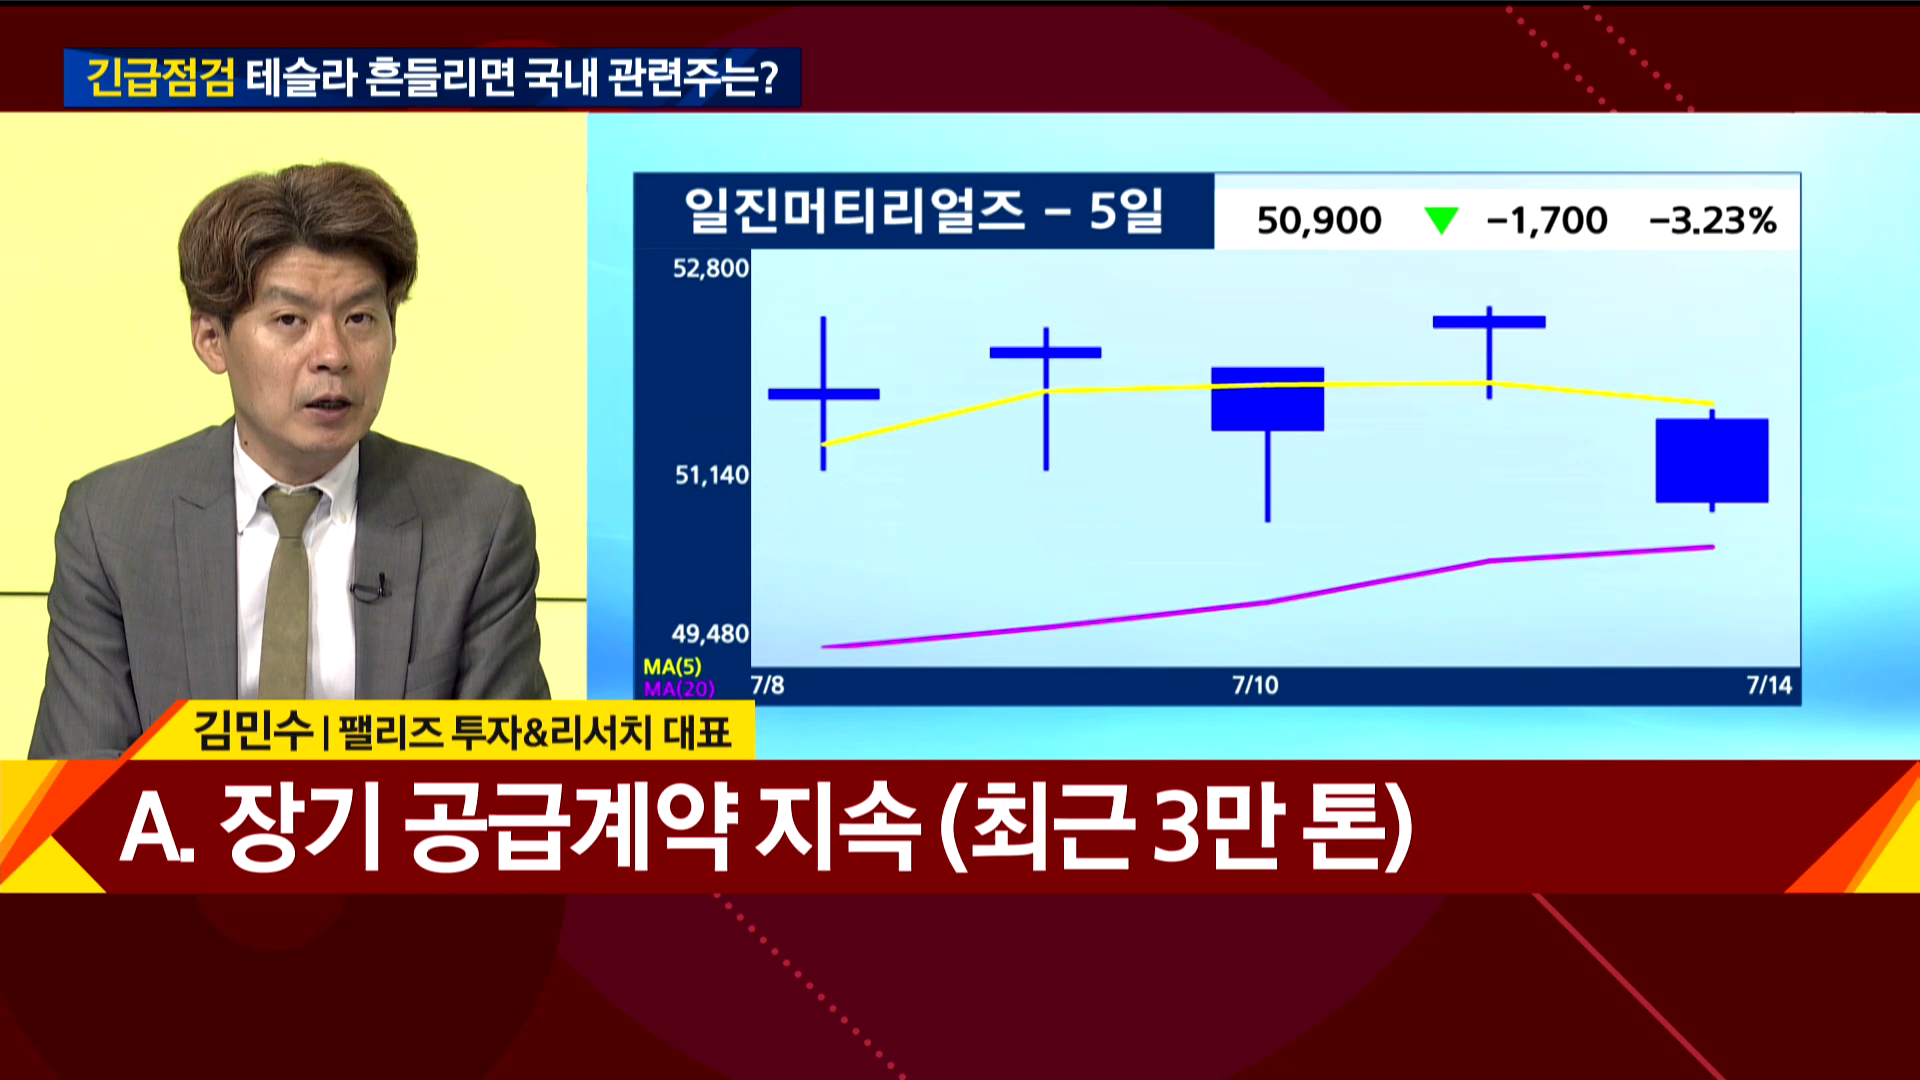 긴급점검 테슬라 흔들리면 국내 관련주는?
일진머티리얼즈 - 5일
50,900 ▼ -1,700 -3.23%
52,800
51,140
49,480
MA(5)
MA(20)
7/8 7/10 7/14
김민수 | 팰리즈 투자&리서치 대표
A. 장기 공급계약 지속 (최근 3만 톤)